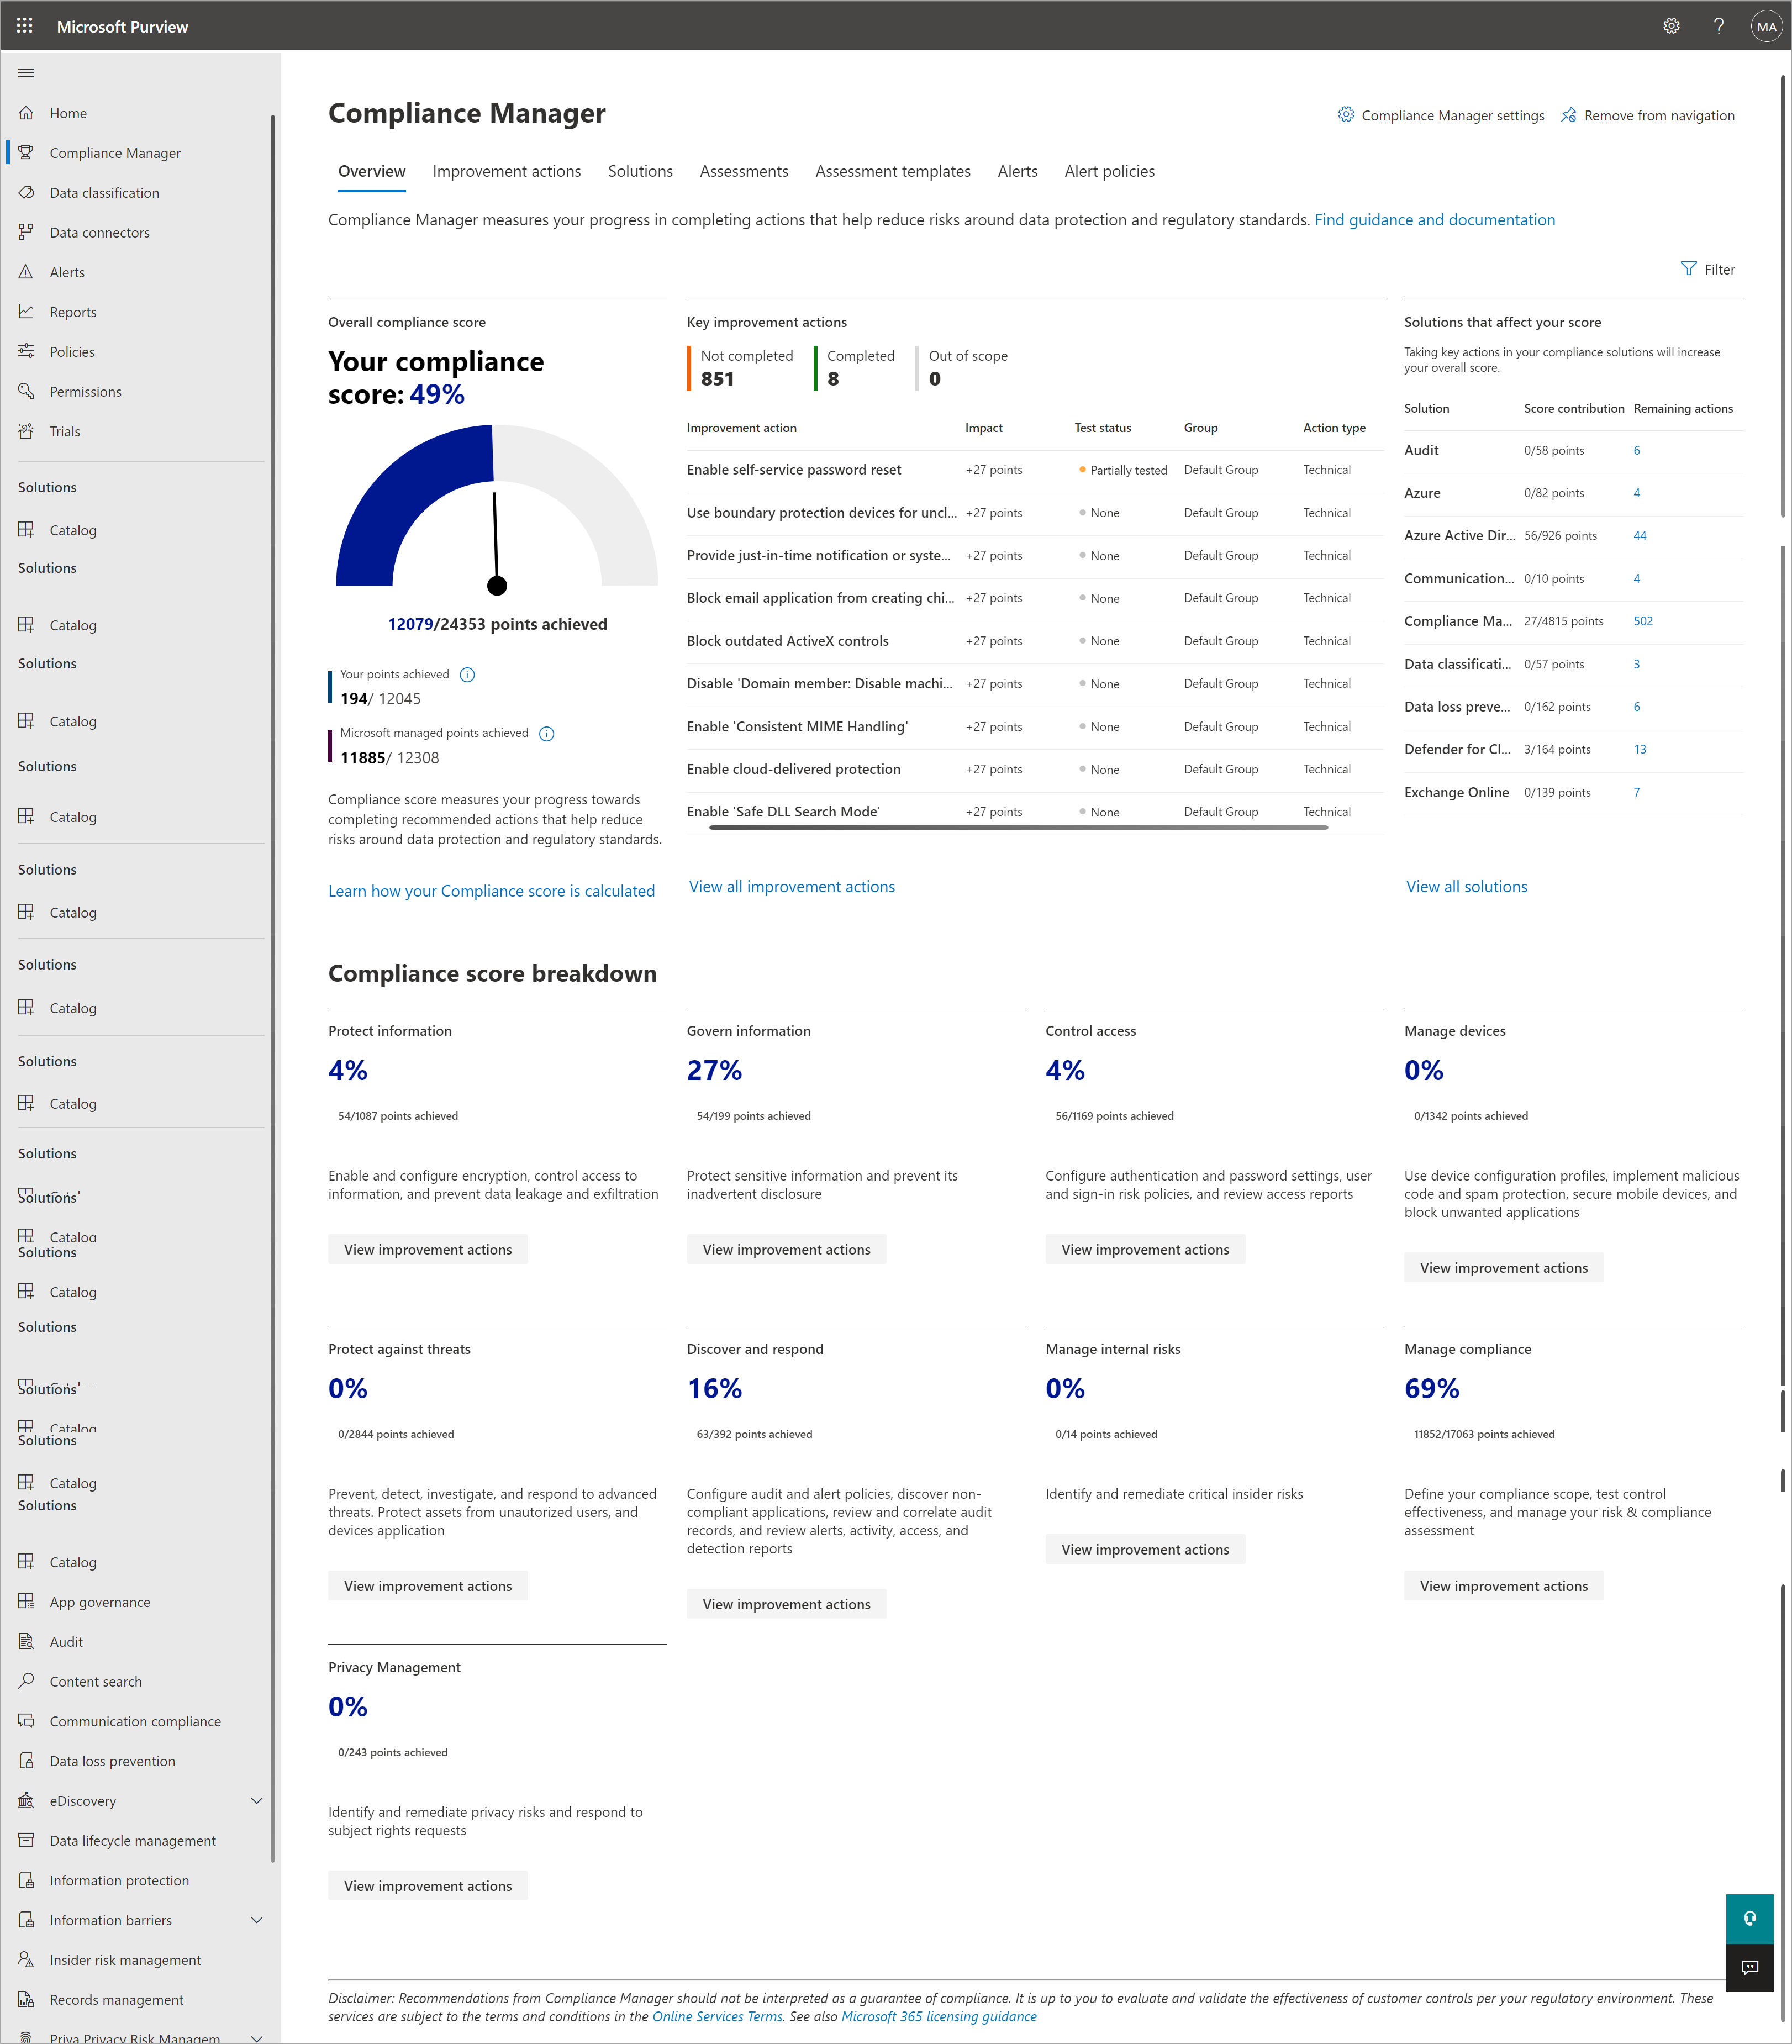 Microsoft Purview
MA
Home
Compliance Manager
Data classification
Data connectors
Alerts
Reports
Policies
Permissions
Trials
Solutions
Catalog
Solutions
Catalog
Solutions
Catalog
Solutions
Catalog
Solutions
Catalog
Solutions
Catalog
Solutions
Catalog
Solutions
Solutions
Catalog
Solutions
Catalog
Solutions
Solutions
Catalog
Solutions
Catalog
Solutions
Catalog
App governance
Audit
Content search
Communication compliance
Data loss prevention
eDiscovery
Data lifecycle management
Information protection
Information barriers
Insider risk management
Records management
Priva Privacy Risk Managem
Compliance Manager
Compliance Manager settings
Remove from navigation
Overview
Improvement actions
Solutions
Assessments
Assessment templates
Alerts
Alert policies
Compliance Manager measures your progress in completing actions that help reduce risks around data protection and regulatory standards. Find guidance and documentation
Filter
Overall compliance score
Your compliance
score: 49%
12079/24353 points achieved
Your points achieved
194/ 12045
Microsoft managed points achieved
11885/ 12308
Compliance score measures your progress towards
completing recommended actions that help reduce
risks around data protection and regulatory standards.
Learn how your Compliance score is calculated
Key improvement actions
Not completed
851
Completed
8
Out of scope
0
Improvement action Impact Test status Group Action type
Enable self-service password reset +27 points Partially tested Default Group Technical
Use boundary protection devices for uncl... +27 points None Default Group Technical
Provide just-in-time notification or syste... +27 points None Default Group Technical
Block email application from creating chi... +27 points None Default Group Technical
Block outdated ActiveX controls +27 points None Default Group Technical
Disable 'Domain member: Disable machi... +27 points None Default Group Technical
Enable 'Consistent MIME Handling' +27 points None Default Group Technical
Enable cloud-delivered protection +27 points None Default Group Technical
Enable 'Safe DLL Search Mode' +27 points None Default Group Technical
View all improvement actions
Solutions that affect your score
Taking key actions in your compliance solutions will increase
your overall score.
Solution Score contribution Remaining actions
Audit 0/58 points 6
Azure 0/82 points 4
Azure Active Dir... 56/926 points 44
Communication... 0/10 points 4
Compliance Ma... 27/4815 points 502
Data classificati... 0/57 points 3
Data loss preve... 0/162 points 6
Defender for Cl... 3/164 points 13
Exchange Online 0/139 points 7
View all solutions
Compliance score breakdown
Protect information
4%
54/1087 points achieved
Enable and configure encryption, control access to
information, and prevent data leakage and exfiltration
View improvement actions
Govern information
27%
54/199 points achieved
Protect sensitive information and prevent its
inadvertent disclosure
View improvement actions
Control access
4%
56/1169 points achieved
Configure authentication and password settings, user
and sign-in risk policies, and review access reports
View improvement actions
Manage devices
0%
0/1342 points achieved
Use device configuration profiles, implement malicious
code and spam protection, secure mobile devices, and
block unwanted applications
View improvement actions
Protect against threats
0%
0/2844 points achieved
Prevent, detect, investigate, and respond to advanced
threats. Protect assets from unautorized users, and
devices application
View improvement actions
Discover and respond
16%
63/392 points achieved
Configure audit and alert policies, discover non-
compliant applications, review and correlate audit
records, and review alerts, activity, access, and
detection reports
View improvement actions
Manage internal risks
0%
0/14 points achieved
Identify and remediate critical insider risks
View improvement actions
Manage compliance
69%
11852/17063 points achieved
Define your compliance scope, test control
effectiveness, and manage your risk & compliance
assessment
View improvement actions
Privacy Management
0%
0/243 points achieved
Identify and remediate privacy risks and respond to
subject rights requests
View improvement actions
Disclaimer: Recommendations from Compliance Manager should not be interpreted as a guarantee of compliance. It is up to you to evaluate and validate the effectiveness of customer controls per your regulatory environment. These
services are subject to the terms and conditions in the Online Services Terms. See also Microsoft 365 licensing guidance